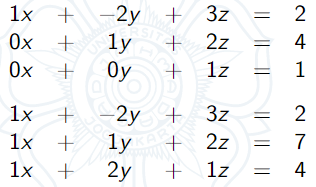 1x + −2y + 3z = 2
0x + 1y + 2z = 4
0x + 0y + 1z = 1
1x + −2y + 3z = 2
1x + 1y + 2z = 7
1x + 2y + 1z = 4